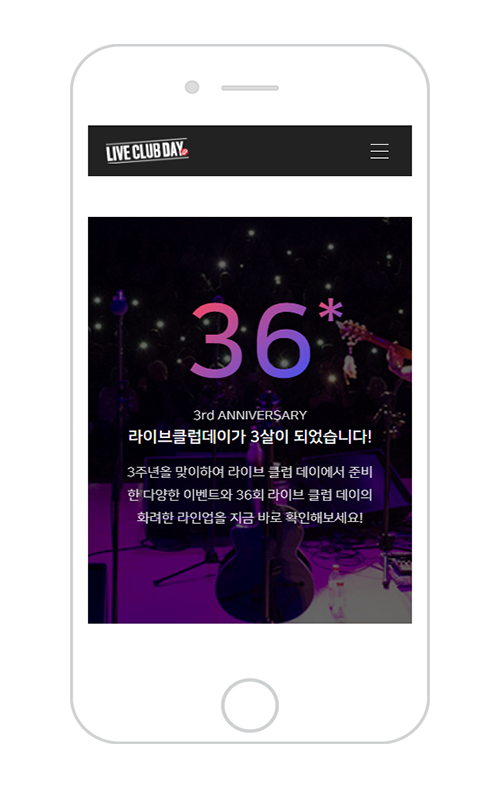 LIVE CLUB DAY
36*
3rd ANNIVERSARY
라이브클럽데이가 3살이 되었습니다!
3주년을 맞이하여 라이브 클럽 데이에서 준비
한 다양한 이벤트와 36회 라이브 클럽 데이의
화려한 라인업을 지금 바로 확인해보세요!